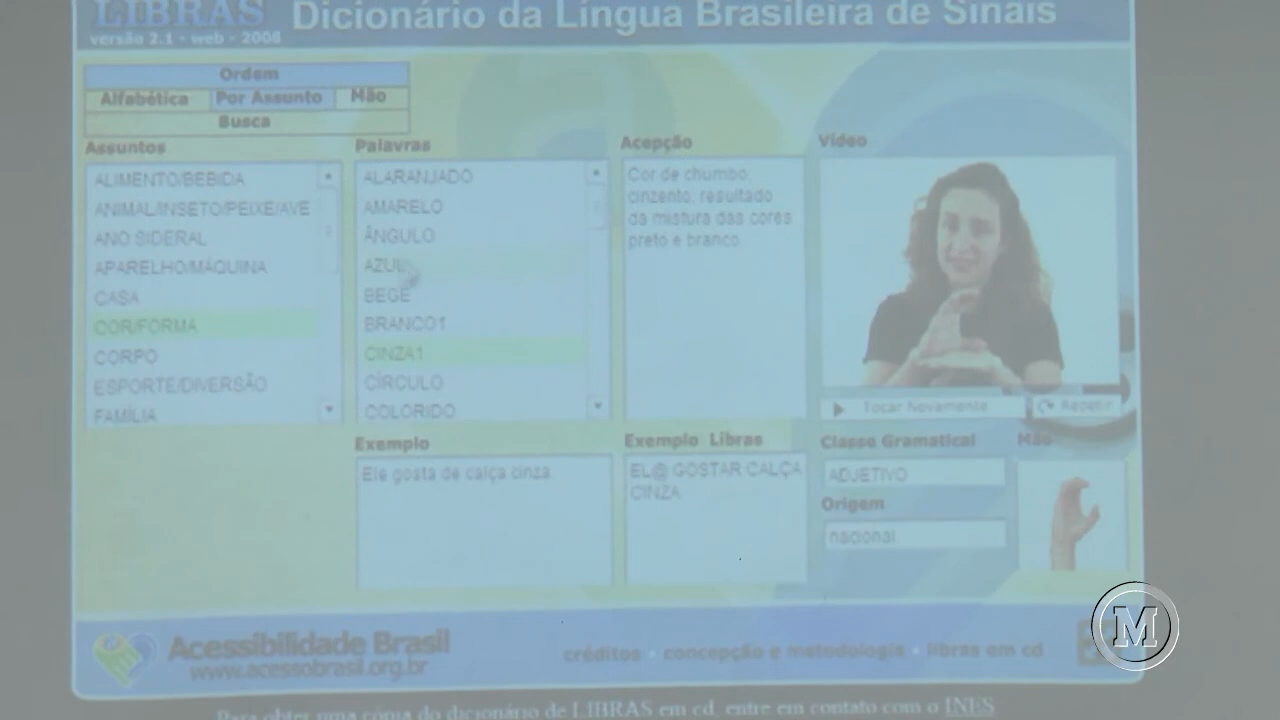 LIBRAS
versão 2.1 - web - 2008
Dicionário da Língua Brasileira de Sinais
Ordem
Alfabética Por Assunto Mão
Busca
Assuntos
ALIMENTO/BEBIDA
ANIMAL/INSETO/PEIXE/AVE
ANO SIDERAL
APARELHO/MÁQUINA
CASA
COR/FORMA
CORPO
ESPORTE/DIVERSÃO
FAMÍLIA
Palavras
ALARANJADO
AMARELO
ÂNGULO
AZUL
BEGE
BRANCO1
CINZA1
CÍRCULO
COLORIDO
Acepção
Cor de chumbo;
cinzento; resultado
da mistura das cores
preto e branco.
Vídeo
Tocar Novamente
Repetir
Exemplo
Ele gosta de calça cinza.
Exemplo Libras
EL@ GOSTAR CALÇA
CINZA
Classe Gramatical
ADJETIVO
Origem
nacional
Mão
Acessibilidade Brasil
www.acessobrasil.org.br
créditos • concepção e metodologia • libras em cd
M
Para obter uma cópia do dicionário de LIBRAS em cd, entre em contato com o INES